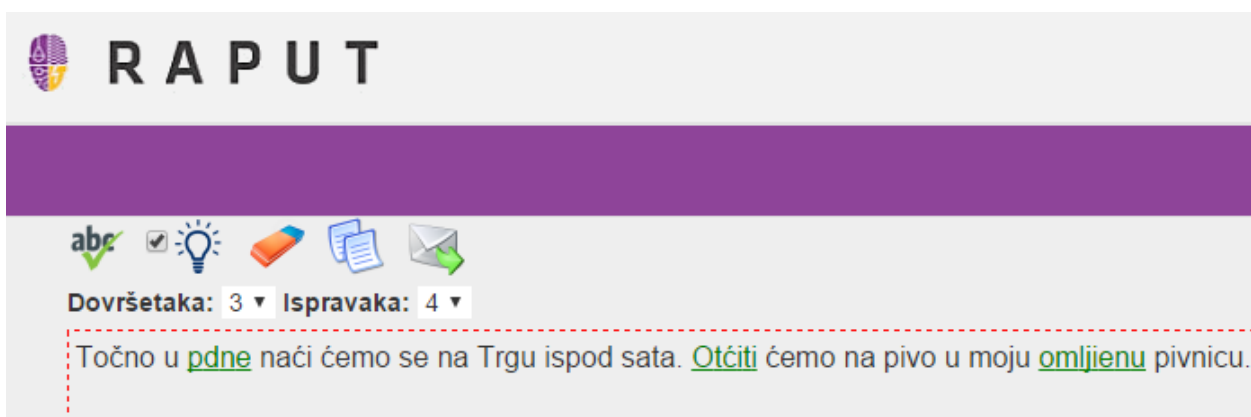 RAPUT
abc
Dovršetaka: 3 Ispravaka: 4
Točno u pdne naći ćemo se na Trgu ispod sata. Otćiti ćemo na pivo u moju omljienu pivnicu.